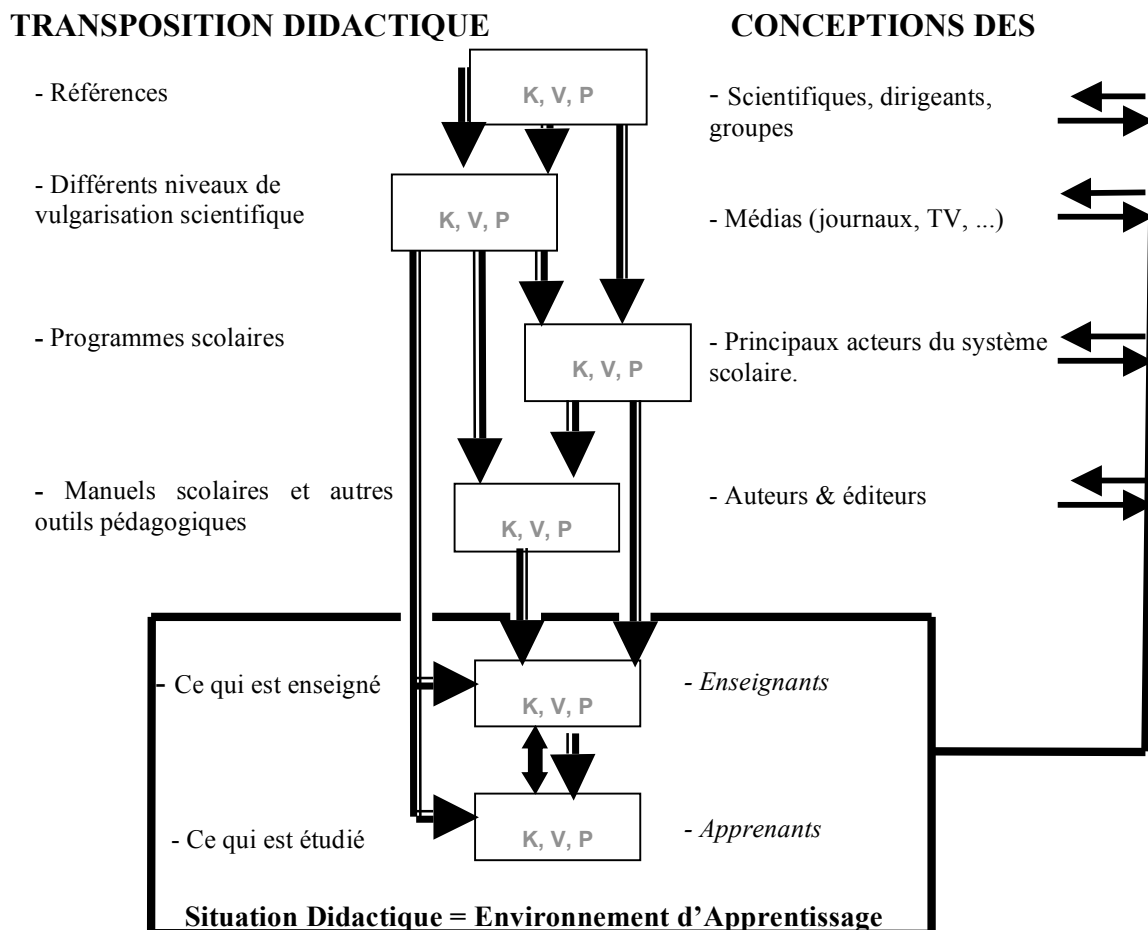 TRANSPOSITION DIDACTIQUE
CONCEPTIONS DES
- Références
K, V, P
- Scientifiques, dirigeants,
groupes
- Différents niveaux de
vulgarisation scientifique
K, V, P
- Médias (journaux, TV, ...)
- Programmes scolaires
K, V, P
- Principaux acteurs du système
scolaire.
- Manuels scolaires et autres
outils pédagogiques
K, V, P
- Auteurs & éditeurs
- Ce qui est enseigné
K, V, P
- Enseignants
- Ce qui est étudié
K, V, P
- Apprenants
Situation Didactique = Environnement d’Apprentissage